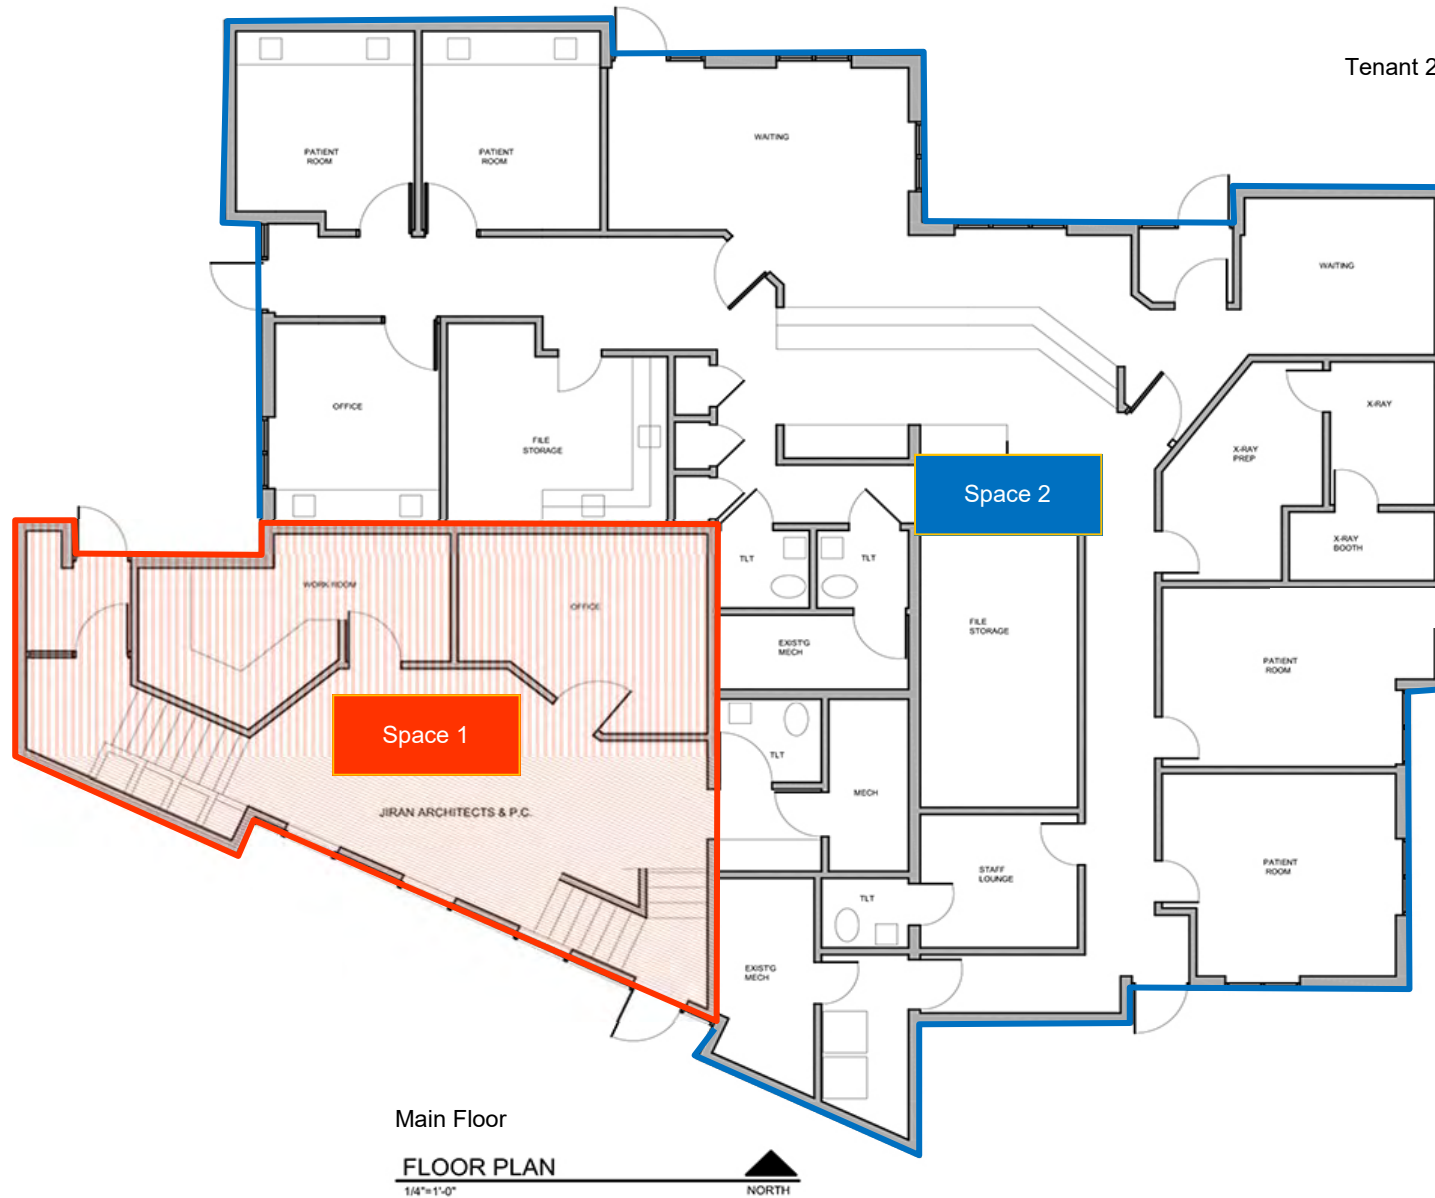 Tenant 2
WAITING
PATIENT
ROOM
PATIENT
ROOM
WAITING
OFFICE
FILE
STORAGE
X-RAY
X-RAY
PREP
Space 2
X-RAY
BOOTH
TLT
TLT
WORK ROOM
OFFICE
FILE
STORAGE
EXIST'G
MECH
PATIENT
ROOM
Space 1
TLT
MECH
JIRAN ARCHITECTS & P.C.
STAFF
LOUNGE
PATIENT
ROOM
TLT
EXIST'G
MECH
Main Floor
FLOOR PLAN
1/4"=1'-0"
NORTH